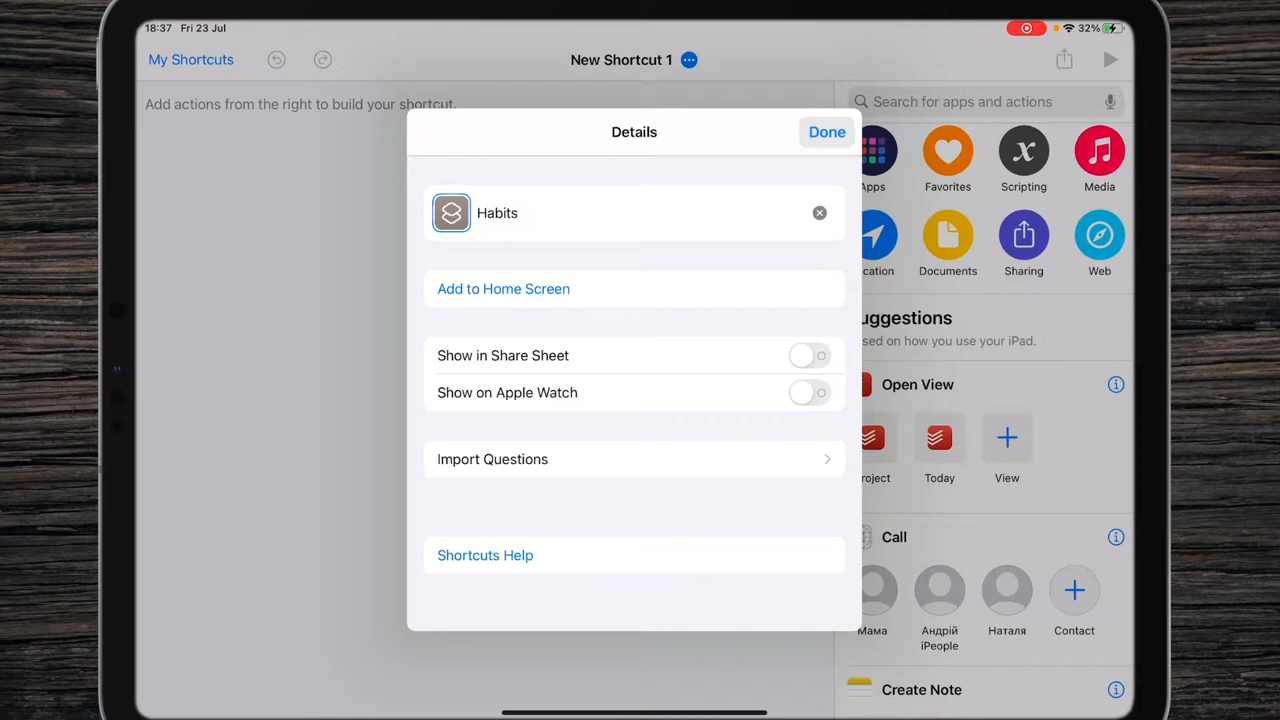 18:37 Fri 23 Jul
32%
My Shortcuts
New Shortcut 1
Add actions from the right to build your shortcut.
Search for apps and actions
Details
Done
Habits
Add to Home Screen
Show in Share Sheet
Show on Apple Watch
Import Questions
Shortcuts Help
Apps
Favorites
Scripting
Media
cation
Documents
Sharing
Web
uggestions
sed on how you use your iPad.
Open View
roject
Today
View
Call
Мама
Андрій
iPeople
Наталя
Contact
Create Note